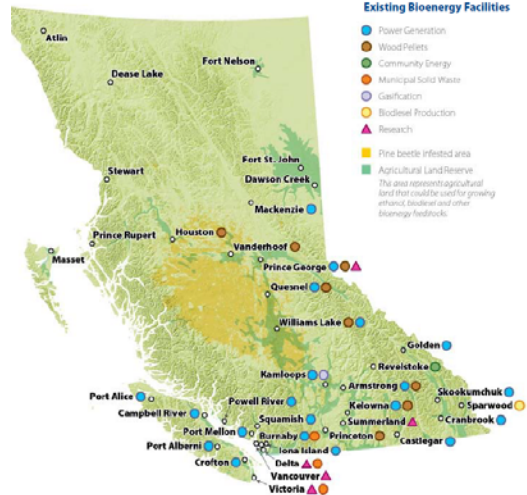 Existing Bioenergy Facilities
Power Generation
Wood Pellets
Community Energy
Municipal Solid Waste
Gasification
Biodiesel Production
Research
Pine beetle infested area
Agricultural Land Reserve
This area represents agricultural
land that could be used for growing
ethanol, biodiesel and other
bioenergy feedstocks.
Atlin
Dease Lake
Fort Nelson
Fort St. John
Dawson Creek
Stewart
Mackenzie
Prince Rupert
Houston
Vanderhoof
Masset
Prince George
Quesnel
Williams Lake
Golden
Revelstoke
Kamloops
Armstrong
Skookumchuk
Port Alice
Powell River
Kelowna
Sparwood
Campbell River
Squamish
Summerland
Cranbrook
Port Mellon
Burnaby
Princeton
Castlegar
Port Alberni
Iona Island
Crofton
Delta
Vancouver
Victoria